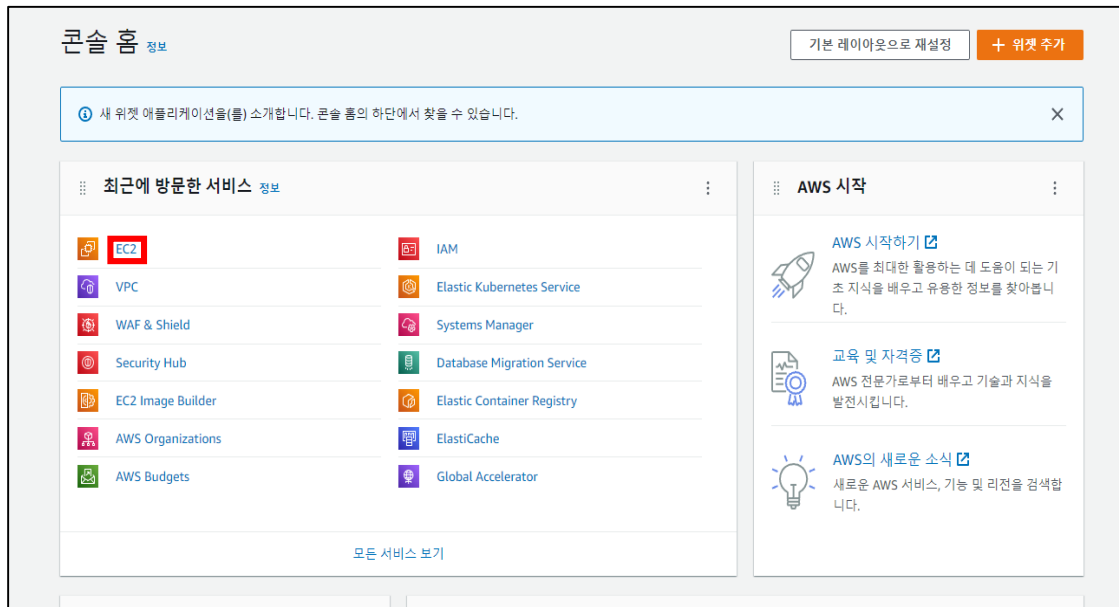 콘솔 홈 정보
기본 레이아웃으로 재설정
위젯 추가
새 위젯 애플리케이션을(를) 소개합니다. 콘솔 홈의 하단에서 찾을 수 있습니다.
최근에 방문한 서비스 정보
EC2
VPC
WAF & Shield
Security Hub
EC2 Image Builder
AWS Organizations
AWS Budgets
IAM
Elastic Kubernetes Service
Systems Manager
Database Migration Service
Elastic Container Registry
ElastiCache
Global Accelerator
모든 서비스 보기
AWS 시작
AWS 시작하기
AWS를 최대한 활용하는 데 도움이 되는 기
초 지식을 배우고 유용한 정보를 찾아봅니
다.
교육 및 자격증
AWS 전문가로부터 배우고 기술과 지식을
발전시킵니다.
AWS의 새로운 소식
새로운 AWS 서비스, 기능 및 리전을 검색합
니다.